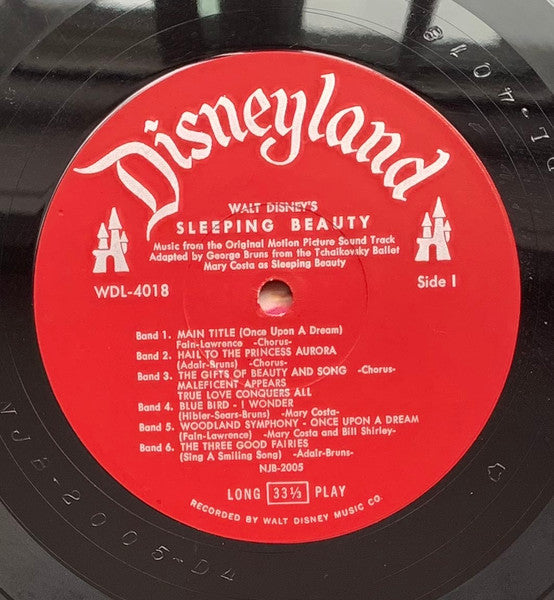 Disneyland
WALT DISNEY'S
SLEEPING BEAUTY
Music from the Original Motion Picture Sound Track
Adapted by George Bruns from the Tchaikovsky Ballet
Mary Costa as Sleeping Beauty
WDL-4018
Side I
Band 1. MAIN TITLE (Once Upon A Dream)
Fain-Lawrence -Chorus-
Band 2. HAIL TO THE PRINCESS AURORA
(Adair-Bruns) -Chorus-
Band 3. THE GIFTS OF BEAUTY AND SONG -Chorus-
MALEFICENT APPEARS
TRUE LOVE CONQUERS ALL
Band 4. BLUE BIRD - I WONDER
(Hibler-Sears-Bruns) -Mary Costa-
Band 5. WOODLAND SYMPHONY - ONCE UPON A DREAM
(Fain-Lawrence) -Mary Costa and Bill Shirley-
Band 6. THE THREE GOOD FAIRIES
(Sing A Smiling Song) -Adair-Bruns-
NJB-2005
LONG 33⅓ PLAY
RECORDED BY WALT DISNEY MUSIC CO.
NJB-2005-D4